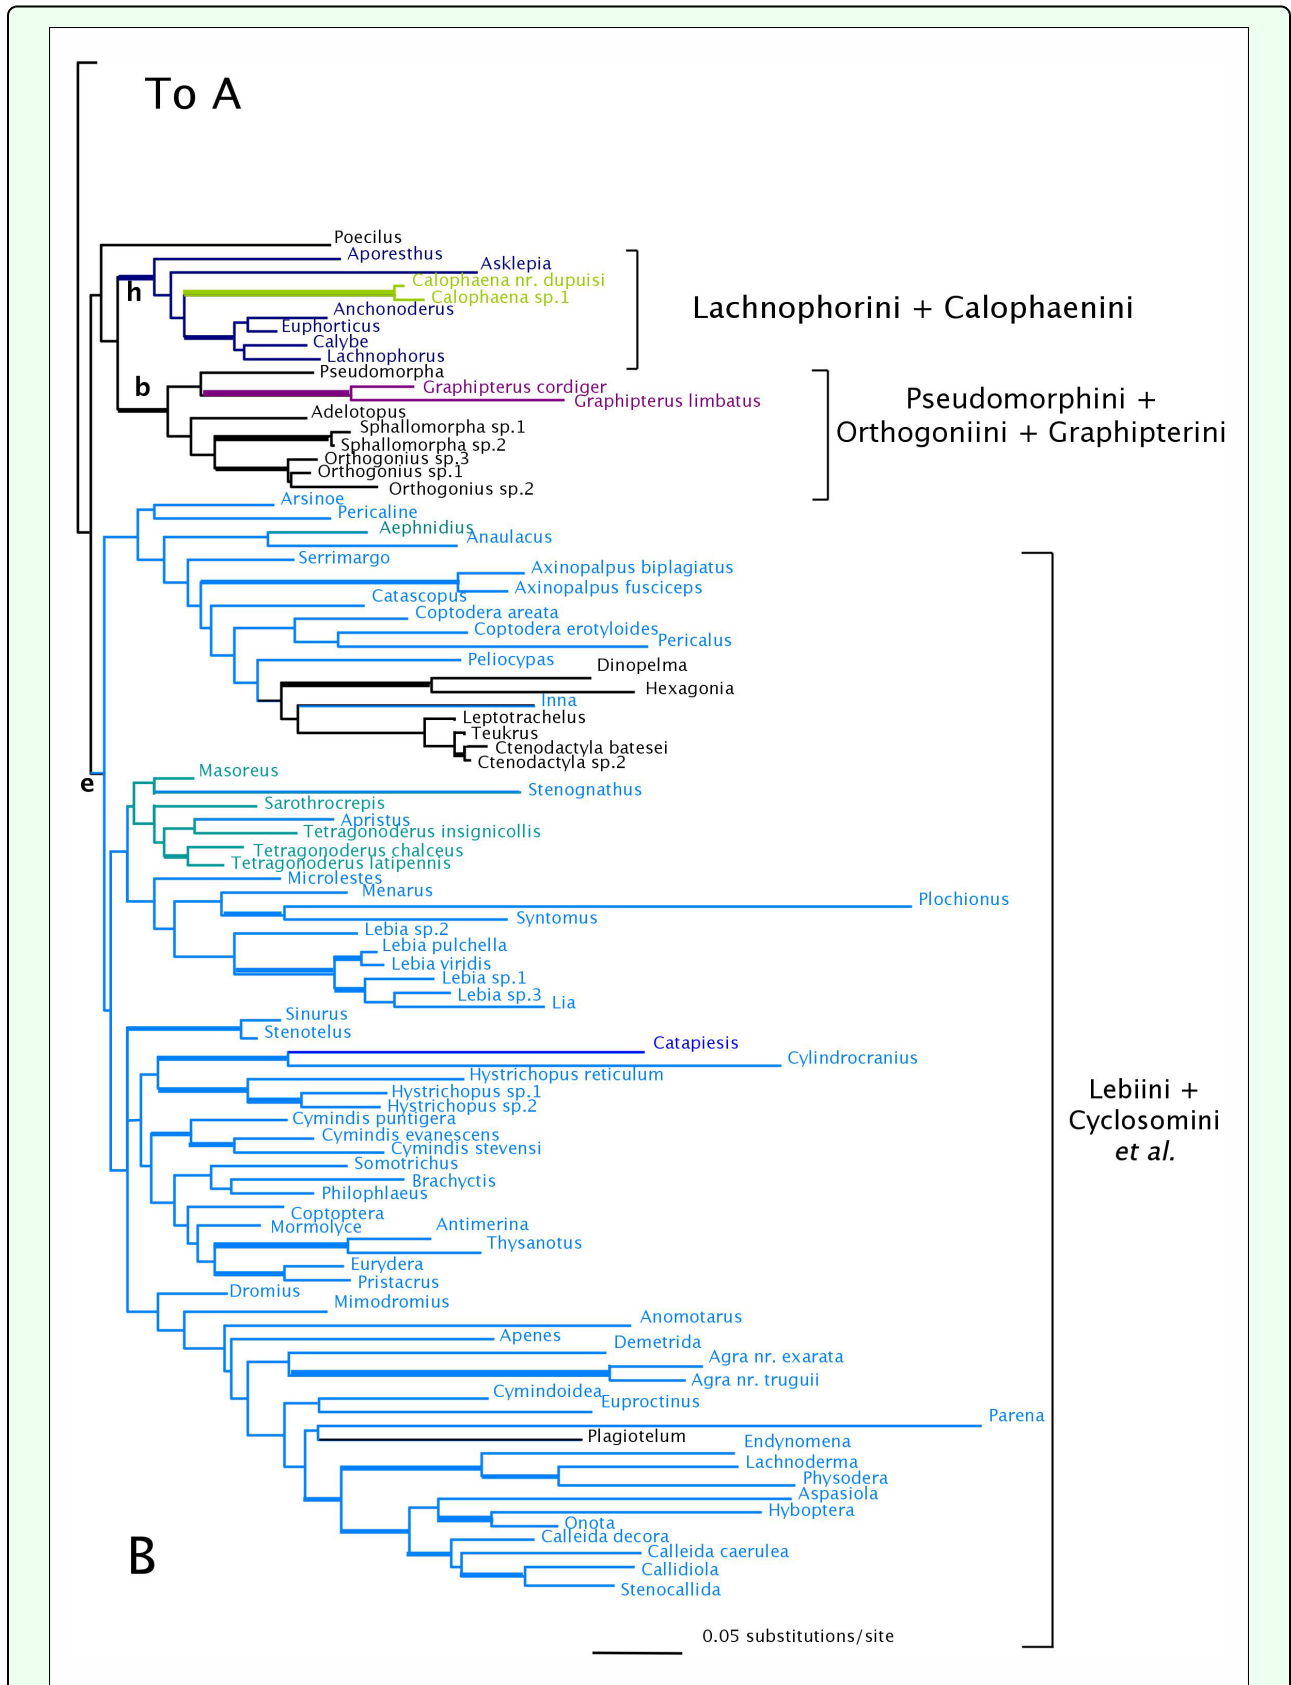 To A
Poecilus
Aporesthus
Asklepia
Calophaena nr. dupuisi
h
Calophaena sp.1
Anchonoderus
Lachnophorini + Calophaenini
Euphorticus
Calybe
Lachnophorus
Pseudomorpha
b
Graphipterus cordiger
Graphipterus limbatus
Pseudomorphini +
Orthogoniini + Graphipterini
Adelotopus
Sphallomorpha sp.1
Sphallomorpha sp.2
Orthogonius sp.3
Orthogonius sp.1
Orthogonius sp.2
Arsinoe
Pericaline
Aephnidius
Anaulacus
Serrimargo
Axinopalpus biplagiatus
Axinopalpus fusciceps
Catascopus
Coptodera areata
Coptodera erotyloides
Pericalus
Peliocypas
Dinopelma
Hexagonia
Inna
Leptotrachelus
Teukrus
Ctenodactyla batesei
Ctenodactyla sp.2
Masoreus
e
Stenognathus
Sarothrocrepis
Apristus
Tetragonoderus insignicollis
Tetragonoderus chalceus
Tetragonoderus latipennis
Microlestes
Menarus
Plochionus
Syntomus
Lebia sp.2
Lebia pulchella
Lebia viridis
Lebia sp.1
Lebia sp.3
Lia
Sinurus
Stenotelus
Catapiesis
Cylindrocranius
Hystrichopus reticulum
Hystrichopus sp.1
Hystrichopus sp.2
Lebiini +
Cyclosomini
et al.
Cymindis puntigera
Cymindis evanescens
Cymindis stevensi
Somotrichus
Brachyctis
Philophlaeus
Coptoptera
Mormolyce
Antimerina
Thysanotus
Eurydera
Pristacrus
Dromius
Mimodromius
Anomotarus
Apenes
Demetrida
Agra nr. exarata
Agra nr. truguii
Cymindoidea
Euproctinus
Parena
Plagiotelum
Endynomena
Lachnoderma
Physodera
Aspasiola
Hyboptera
Onota
Calleida decora
Calleida caerulea
Callidiola
Stenocallida
B
0.05 substitutions/site